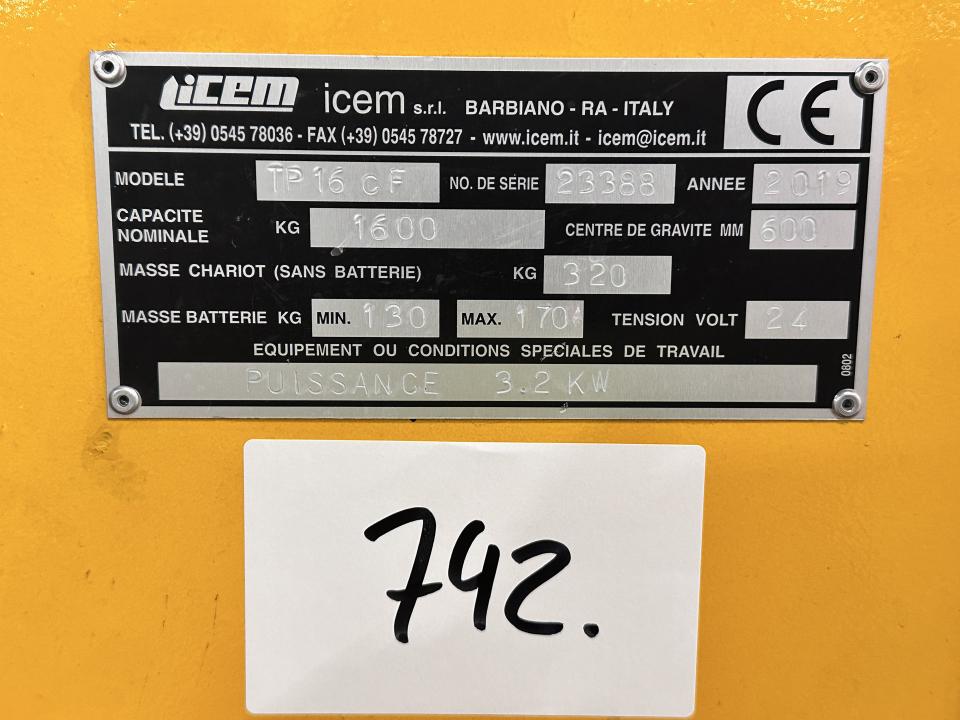 icem icem s.r.l. BARBIANO - RA - ITALY CE
TEL. (+39) 0545 78036 - FAX (+39) 0545 78727 - www.icem.it - icem@icem.it
MODELE TP16 CF NO. DE SÉRIE 23388 ANNEE 2019
CAPACITE NOMINALE KG 1600 CENTRE DE GRAVITE MM 600
MASSE CHARIOT (SANS BATTERIE) KG 320
MASSE BATTERIE KG MIN. 130 MAX. 170 TENSION VOLT 24
EQUIPEMENT OU CONDITIONS SPECIALES DE TRAVAIL
PUISSANCE 3.2 KW
0802
742.